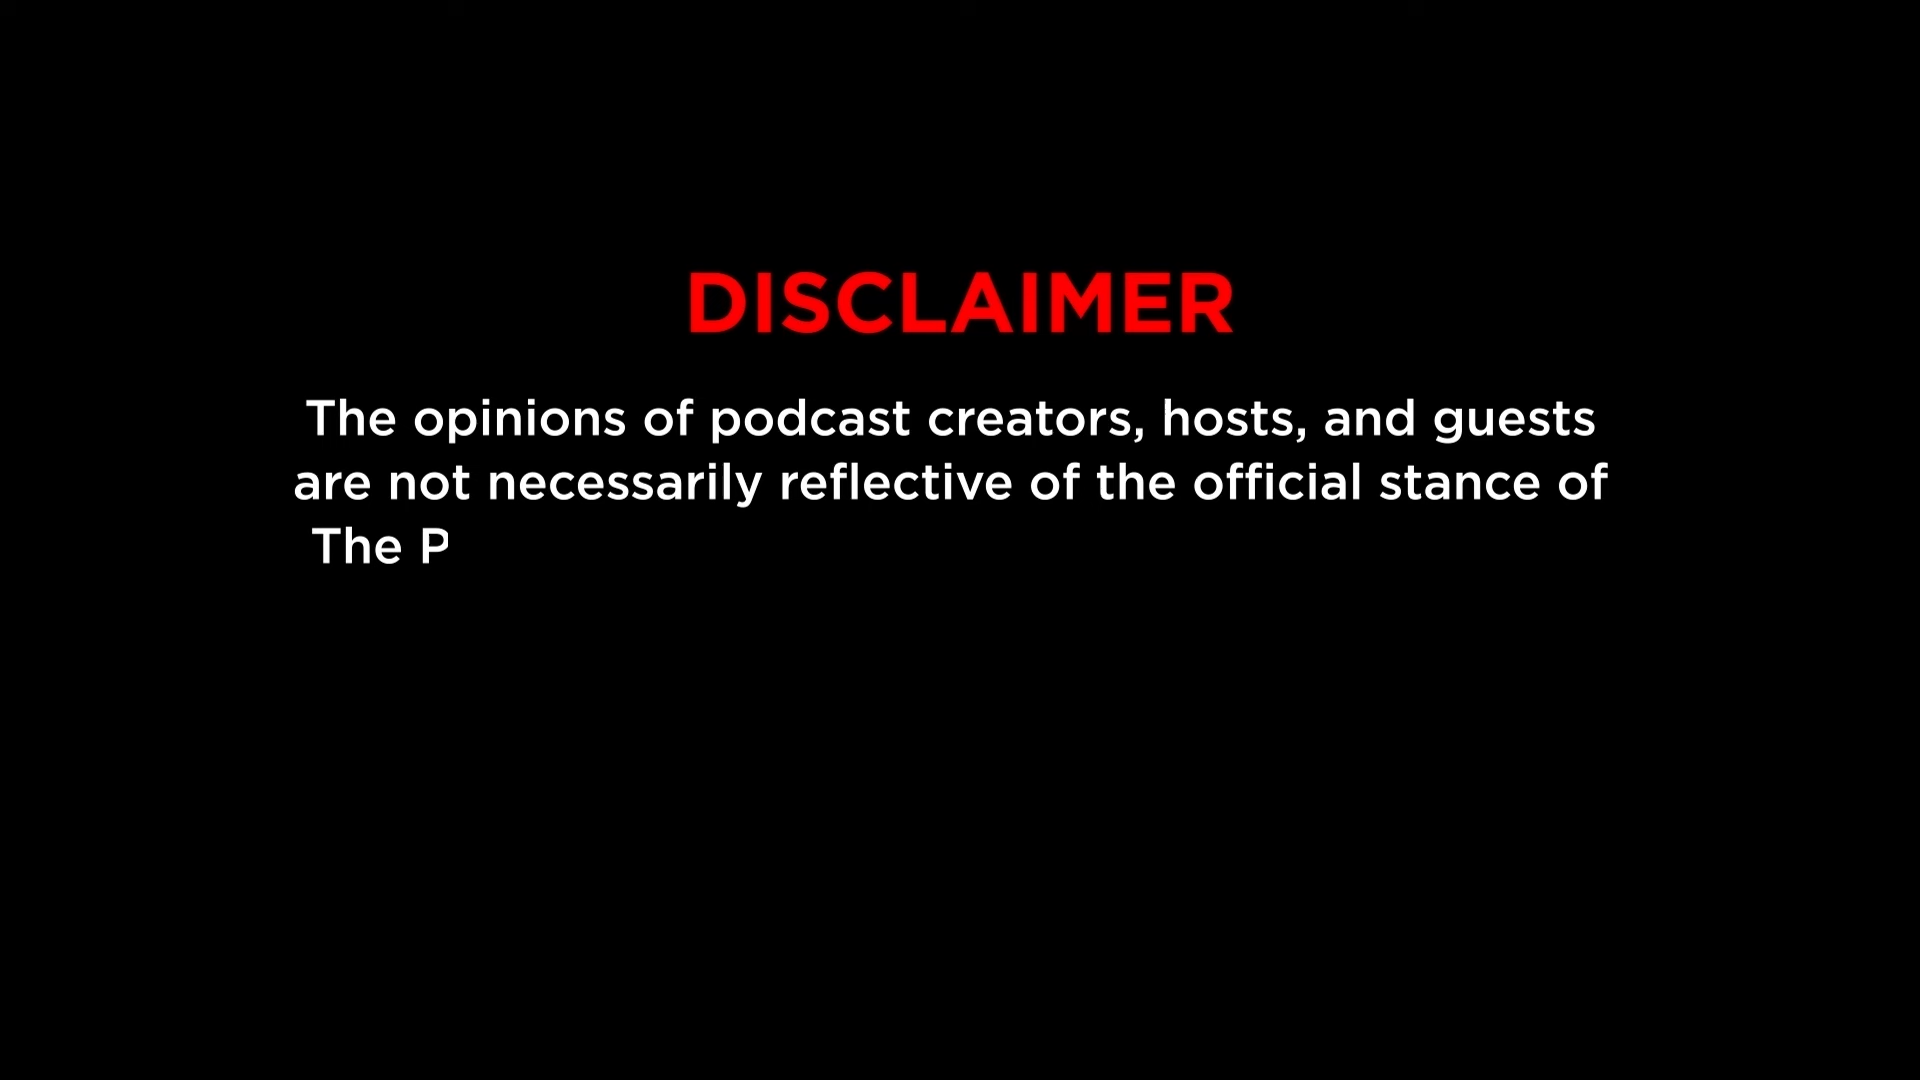 DISCLAIMER
The opinions of podcast creators, hosts, and guests
are not necessarily reflective of the official stance of
The P